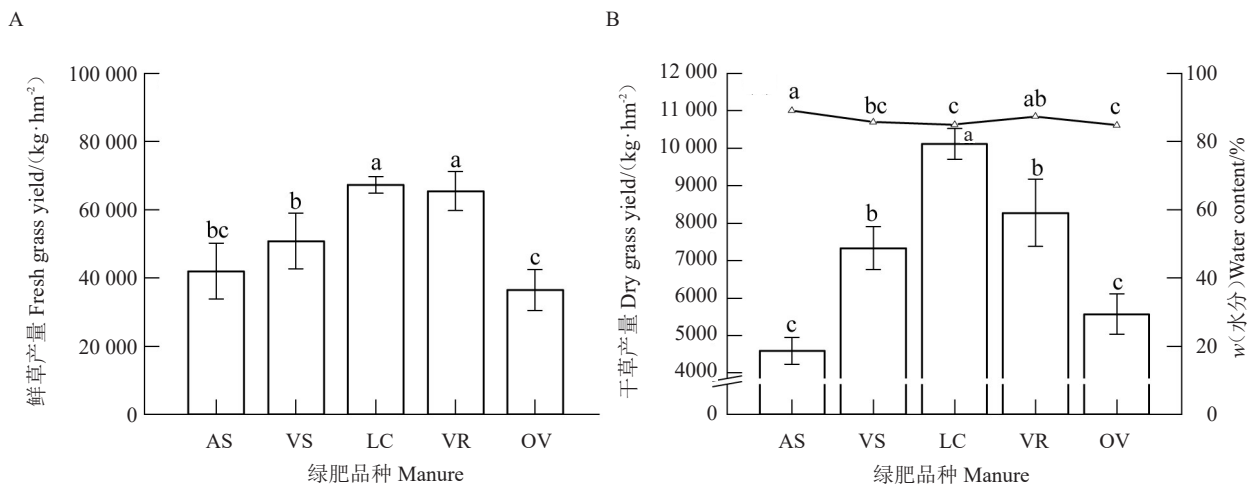 A
鲜草产量 Fresh grass yield/(kg·hm⁻²)
100 000
80 000
60 000
40 000
20 000
0
bc
b
a
a
c
AS VS LC VR OV
绿肥品种 Manure
B
干草产量 Dry grass yield/(kg·hm⁻²)
12 000
11 000
10 000
9000
8000
7000
6000
5000
4000
0
a bc c ab c
c
b
a
b
c
100
80
60
40
20
0
w(水分)Water content/%
AS VS LC VR OV
绿肥品种 Manure